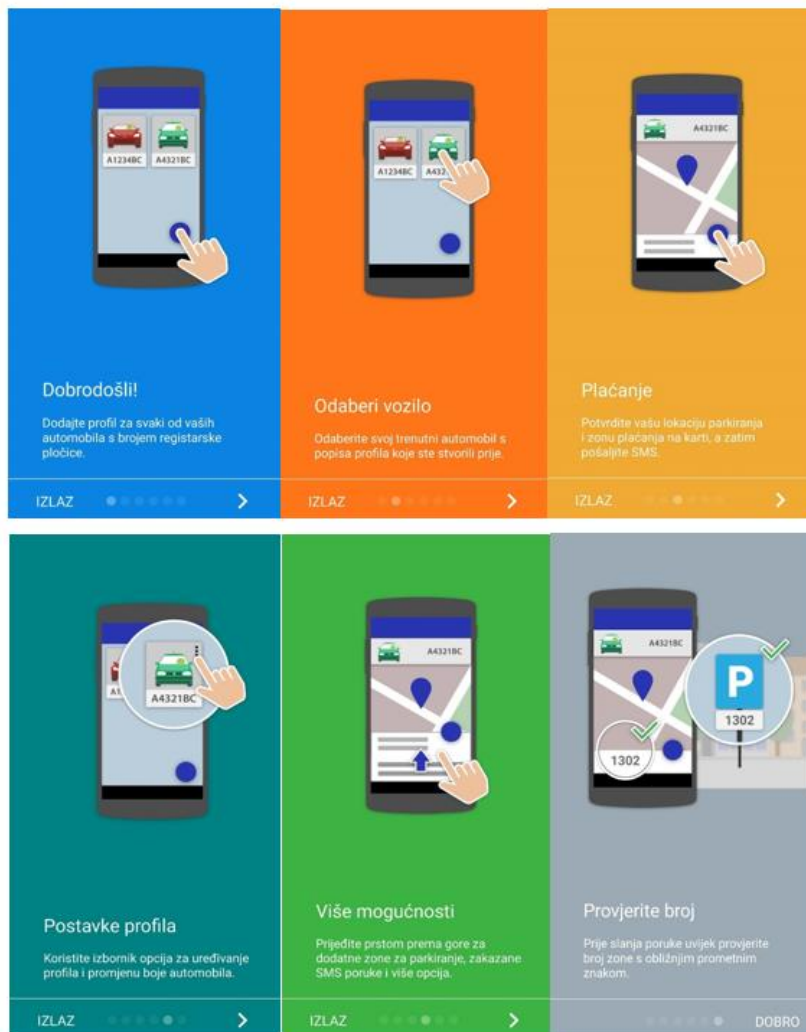 A1234BC A4321BC
Dobrodošli!
Dodajte profil za svaki od vaših
automobila s brojem registarske
pločice.
IZLAZ
A1234BC A432
Odaberi vozilo
Odaberite svoj trenutni automobil s
popisa profila koje ste stvorili prije.
IZLAZ
A4321BC
Plaćanje
Potvrdite vašu lokaciju parkiranja
i zonu plaćanja na karti, a zatim
pošaljite SMS.
IZLAZ
A1
A4321BC
Postavke profila
Koristite izbornik opcija za uređivanje
profila i promjenu boje automobila.
IZLAZ
A4321BC
Više mogućnosti
Prijeđite prstom prema gore za
dodatne zone za parkiranje, zakazane
SMS poruke i više opcija.
IZLAZ
A4321BC
P
1302
1302
Provjerite broj
Prije slanja poruke uvijek provjerite
broj zone s obližnjim prometnim
znakom.
DOBRO